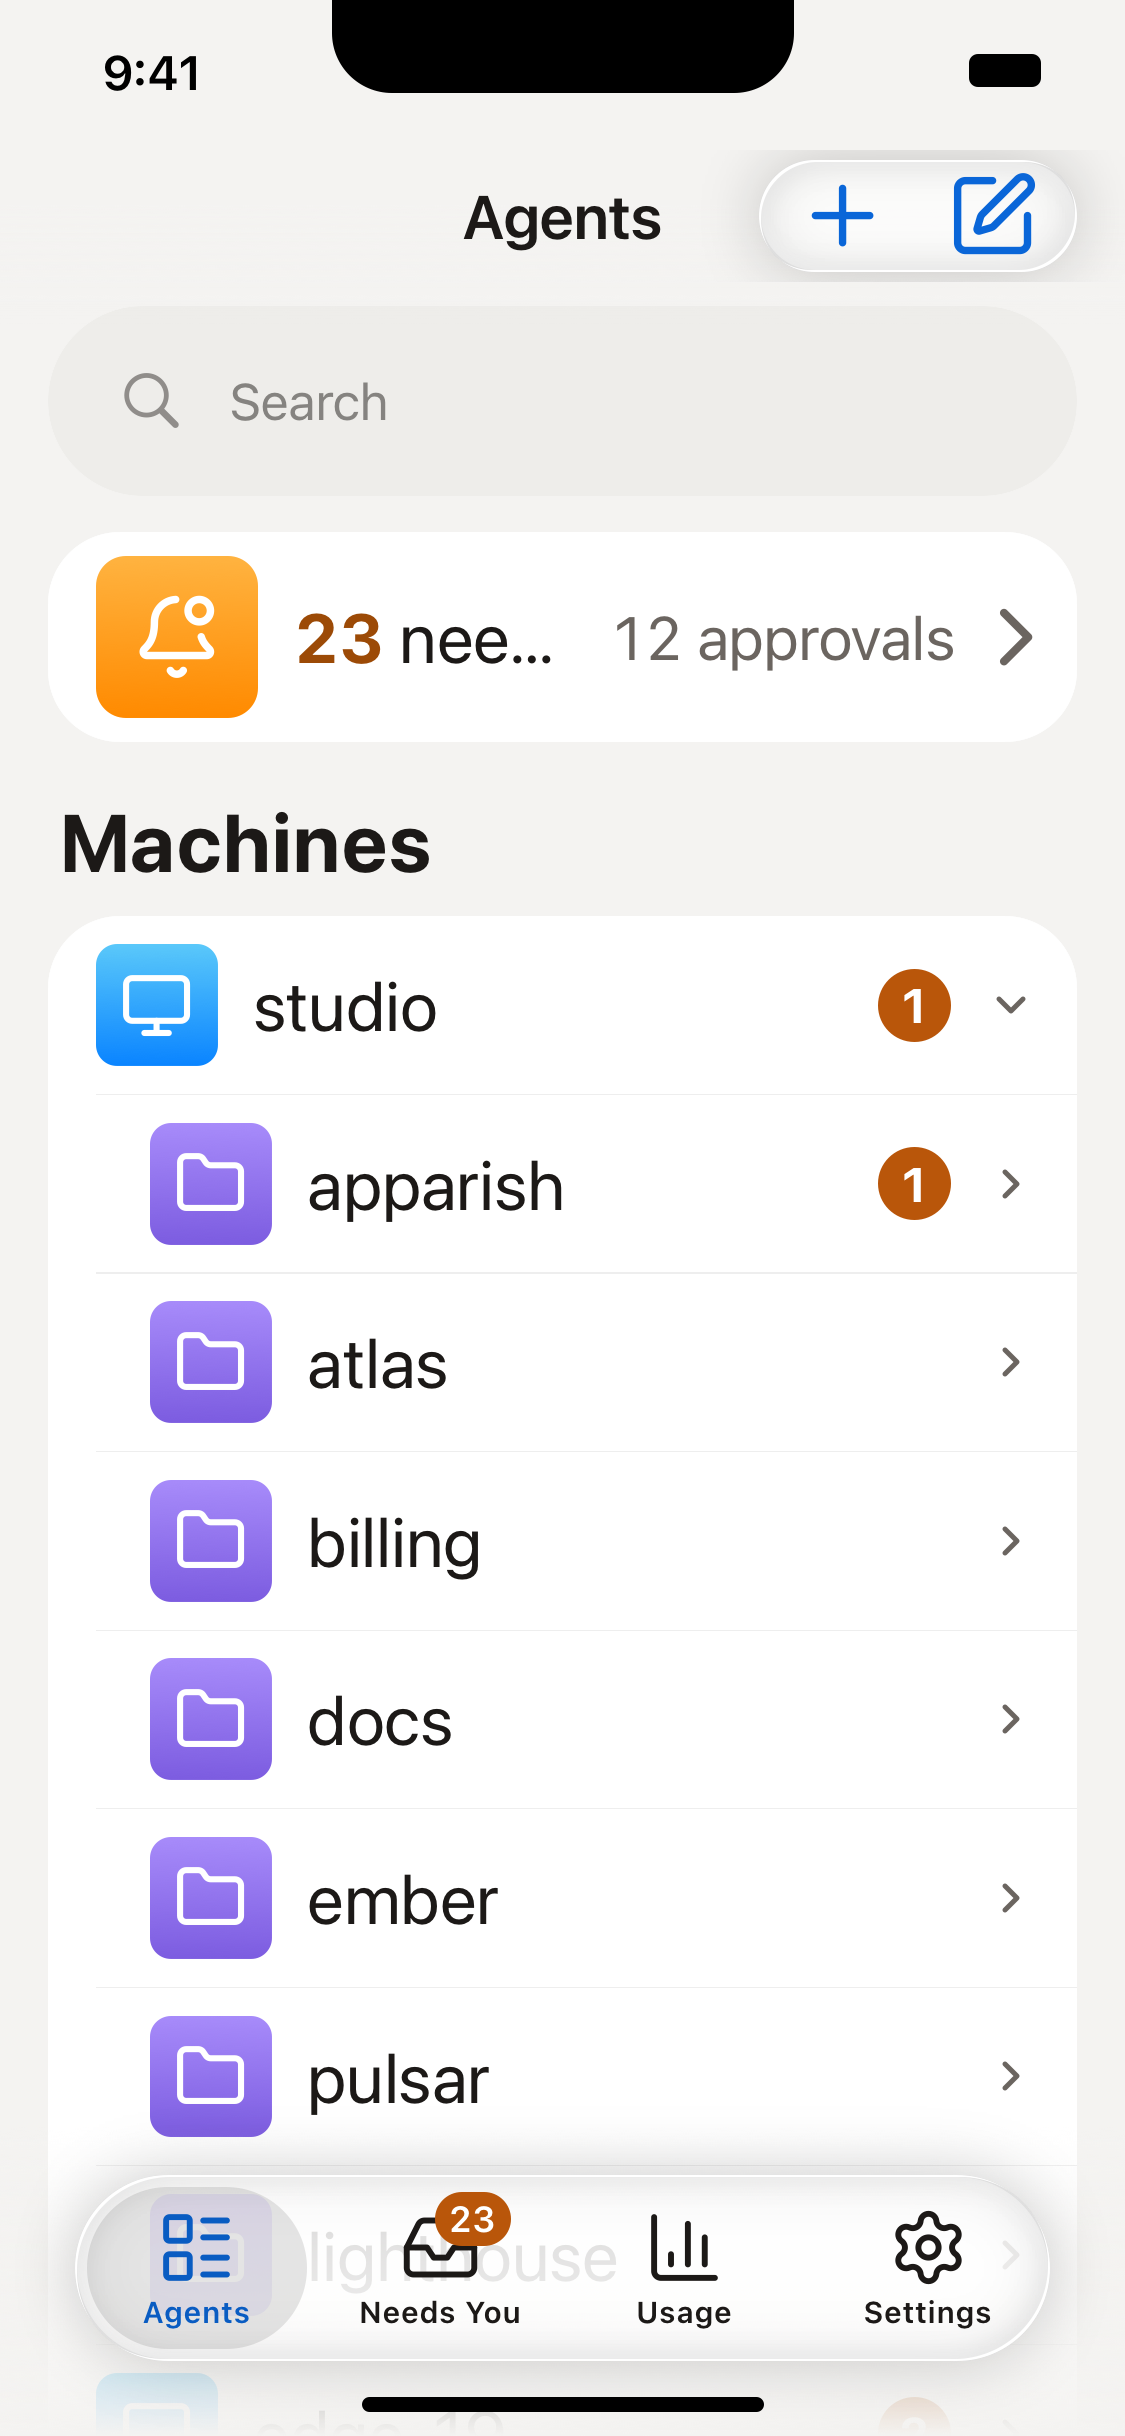 9:41
Agents
Search
23 nee... 12 approvals
Machines
studio 1
apparish 1
atlas
billing
docs
ember
pulsar
lighthouse
23
Agents Needs You Usage Settings